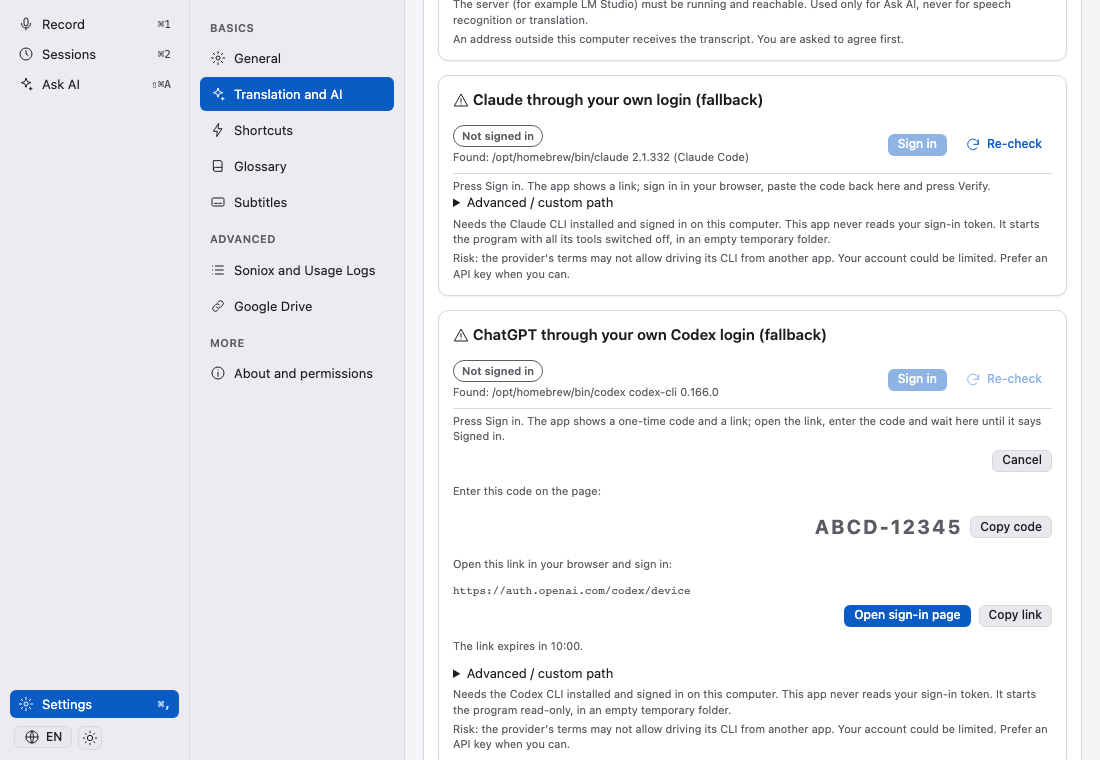 Record ⌘1
Sessions ⌘2
Ask AI ⇧⌘A
Settings ⌘,
EN
BASICS
General
Translation and AI
Shortcuts
Glossary
Subtitles
ADVANCED
Soniox and Usage Logs
Google Drive
MORE
About and permissions
The server (for example LM Studio) must be running and reachable. Used only for Ask AI, never for speech
recognition or translation.
An address outside this computer receives the transcript. You are asked to agree first.
Claude through your own login (fallback)
Not signed in
Found: /opt/homebrew/bin/claude 2.1.332 (Claude Code)
Sign in
Re-check
Press Sign in. The app shows a link; sign in in your browser, paste the code back here and press Verify.
Advanced / custom path
Needs the Claude CLI installed and signed in on this computer. This app never reads your sign-in token. It starts
the program with all its tools switched off, in an empty temporary folder.
Risk: the provider's terms may not allow driving its CLI from another app. Your account could be limited. Prefer an
API key when you can.
ChatGPT through your own Codex login (fallback)
Not signed in
Found: /opt/homebrew/bin/codex codex-cli 0.166.0
Sign in
Re-check
Press Sign in. The app shows a one-time code and a link; open the link, enter the code and wait here until it says
Signed in.
Cancel
Enter this code on the page:
ABCD-12345
Copy code
Open this link in your browser and sign in:
https://auth.openai.com/codex/device
Open sign-in page
Copy link
The link expires in 10:00.
Advanced / custom path
Needs the Codex CLI installed and signed in on this computer. This app never reads your sign-in token. It starts
the program read-only, in an empty temporary folder.
Risk: the provider's terms may not allow driving its CLI from another app. Your account could be limited. Prefer an
API key when you can.